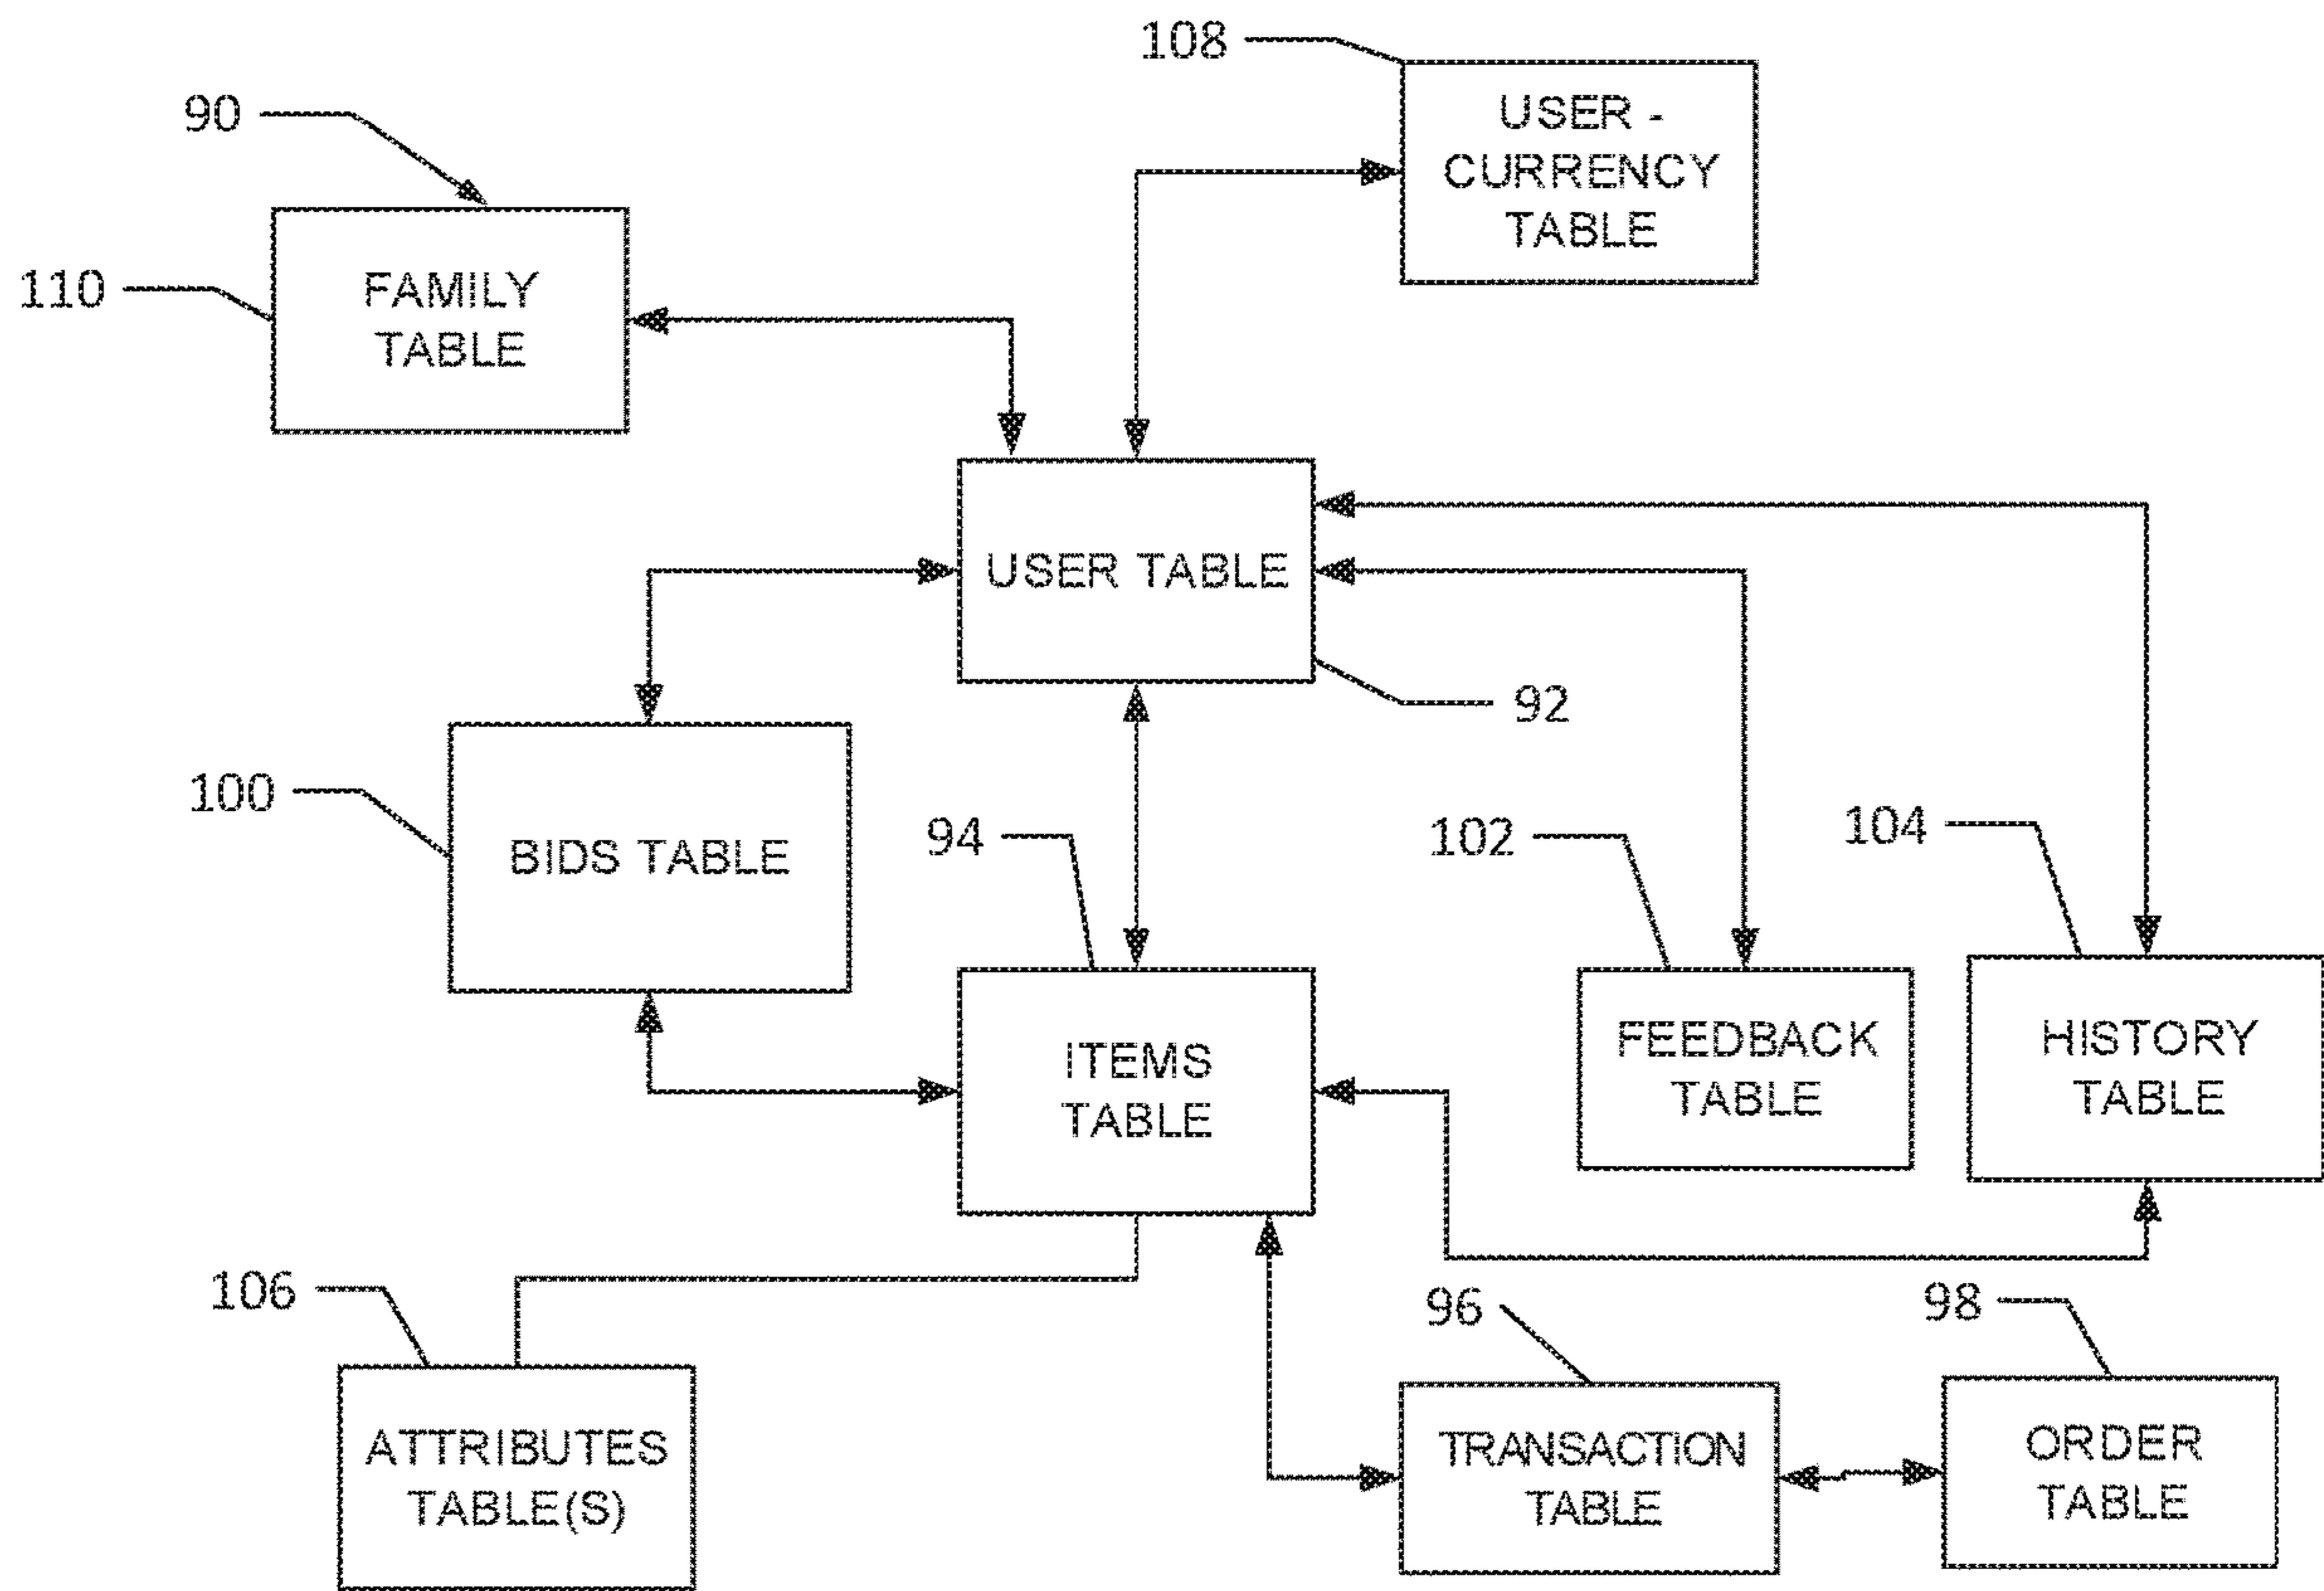 108
USER -
CURRENCY
TABLE
90
110
FAMILY
TABLE
USER TABLE
92
100
BIDS TABLE
94
ITEMS
TABLE
102
FEEDBACK
TABLE
104
HISTORY
TABLE
106
ATTRIBUTES
TABLE(S)
96
TRANSACTION
TABLE
98
ORDER
TABLE